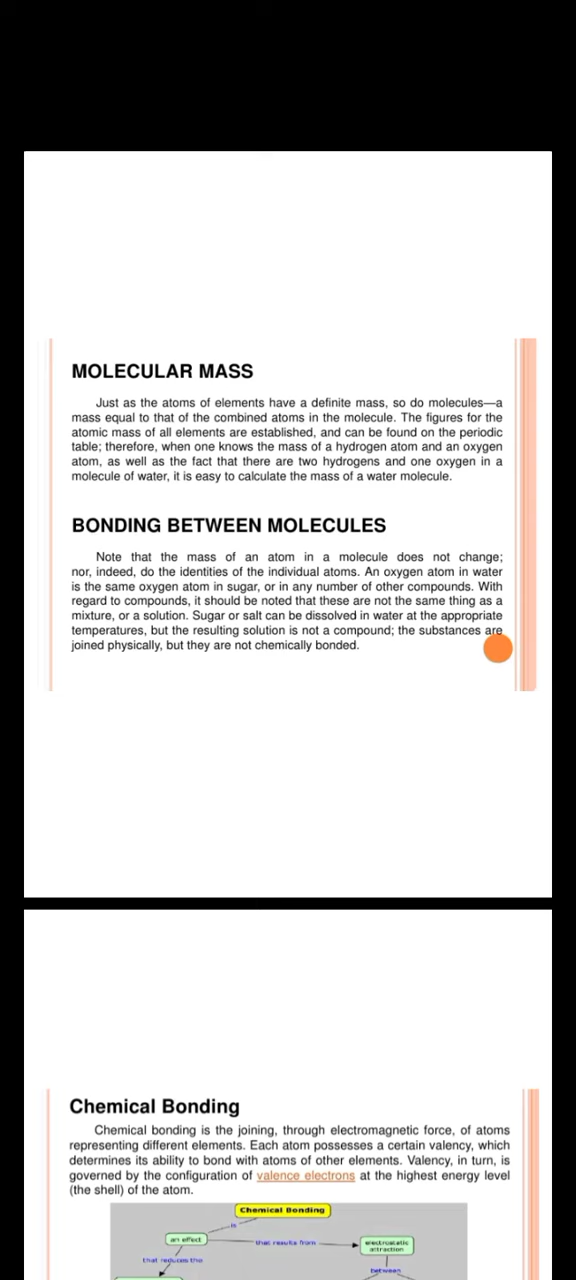 MOLECULAR MASS
Just as the atoms of elements have a definite mass, so do molecules—a
mass equal to that of the combined atoms in the molecule. The figures for the
atomic mass of all elements are established, and can be found on the periodic
table; therefore, when one knows the mass of a hydrogen atom and an oxygen
atom, as well as the fact that there are two hydrogens and one oxygen in a
molecule of water, it is easy to calculate the mass of a water molecule.
BONDING BETWEEN MOLECULES
Note that the mass of an atom in a molecule does not change;
nor, indeed, do the identities of the individual atoms. An oxygen atom in water
is the same oxygen atom in sugar, or in any number of other compounds. With
regard to compounds, it should be noted that these are not the same thing as a
mixture, or a solution. Sugar or salt can be dissolved in water at the appropriate
temperatures, but the resulting solution is not a compound; the substances are
joined physically, but they are not chemically bonded.
Chemical Bonding
Chemical bonding is the joining, through electromagnetic force, of atoms
representing different elements. Each atom possesses a certain valency, which
determines its ability to bond with atoms of other elements. Valency, in turn, is
governed by the configuration of valence electrons at the highest energy level
(the shell) of the atom.
Chemical Bonding
is
an effect
that results from
electrostatic
attraction
that reduces the
between